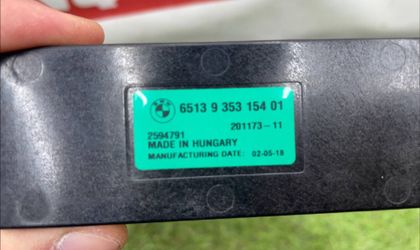 6513 9 353 154 01
201173-11
2594791
MADE IN HUNGARY
MANUFACTURING DATE: 02-05-18